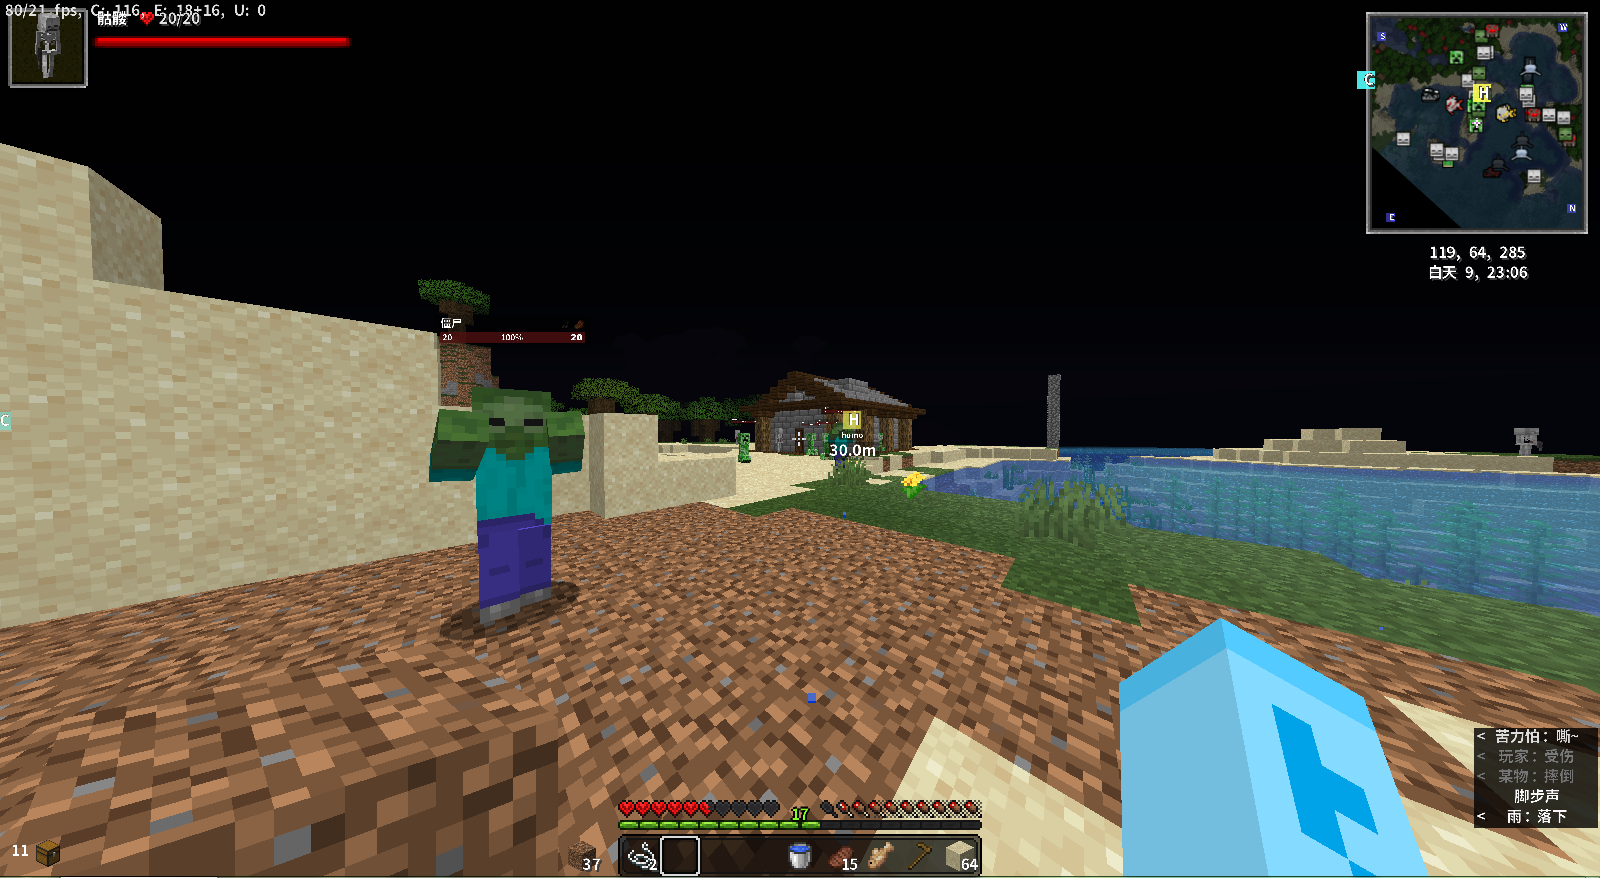 80/21 fps, C: 116, E: 18+16, U: 0
骷髅 20/20
S
W
C
H
E
N
119, 64, 285
白天 9, 23:06
僵尸
20 100% 20
C
H
homo
30.0m
< 苦力怕: 嘶~
< 玩家: 受伤
< 某物: 摔倒
脚步声
< 雨: 落下
17
11
37
2
15
64